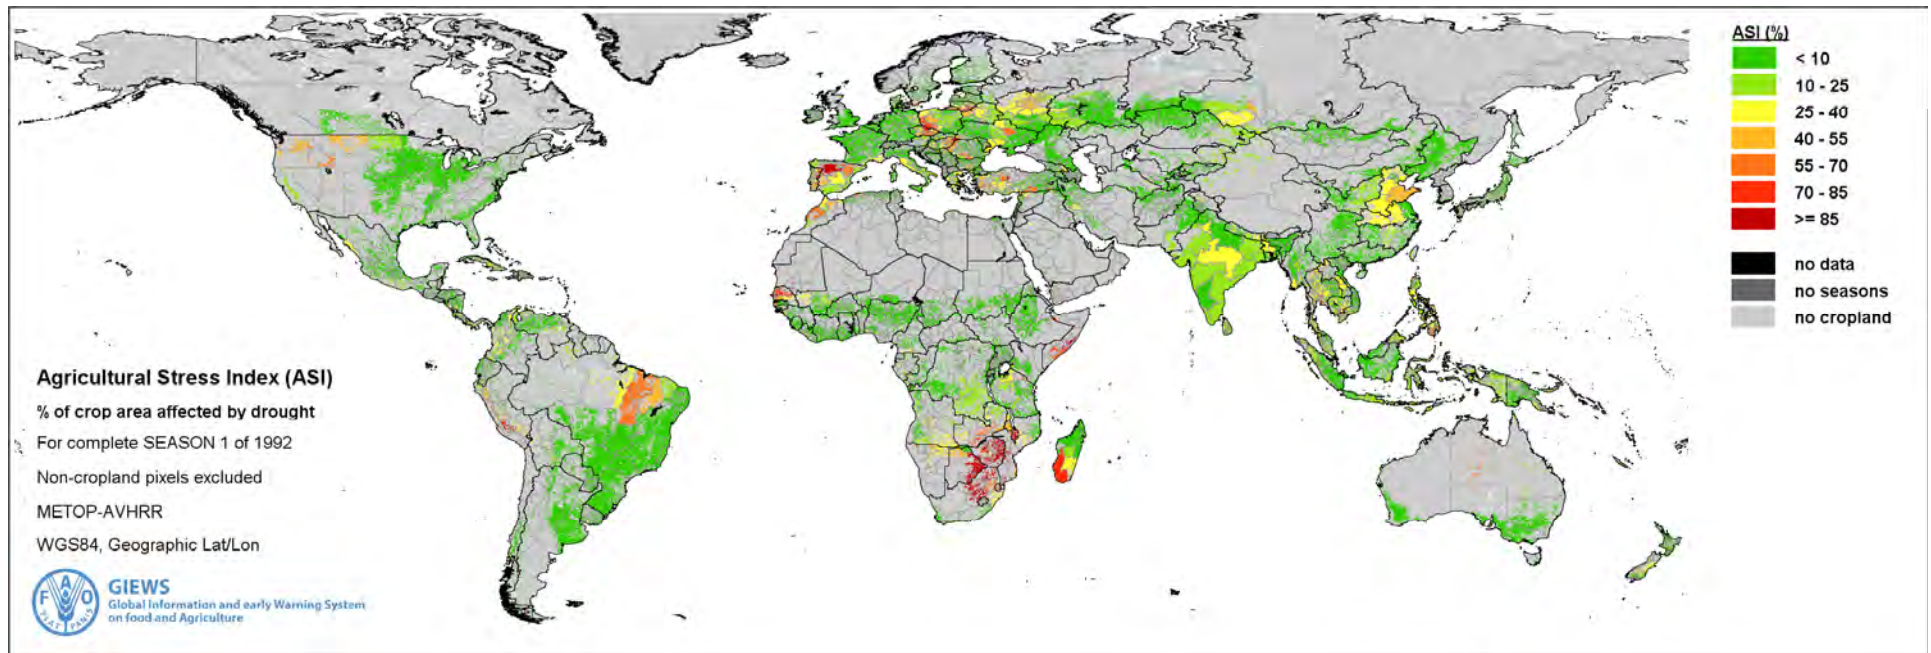 ASI (%)
< 10
10 - 25
25 - 40
40 - 55
55 - 70
70 - 85
>= 85
no data
no seasons
no cropland
Agricultural Stress Index (ASI)
% of crop area affected by drought
For complete SEASON 1 of 1992
Non-cropland pixels excluded
METOP-AVHRR
WGS84, Geographic Lat/Lon
F A O
FIAT PANIS
GIEWS
Global Information and early Warning System
on food and Agriculture